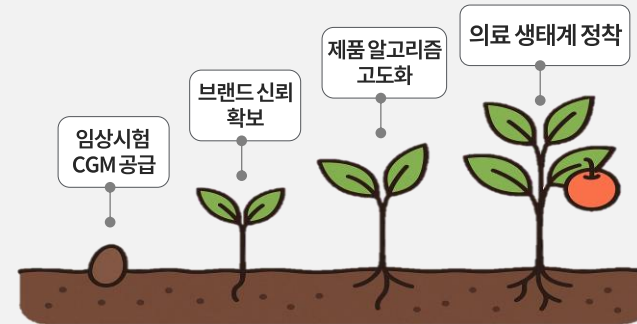 임상시험
CGM 공급
브랜드 신뢰
확보
제품 알고리즘
고도화
의료 생태계 정착